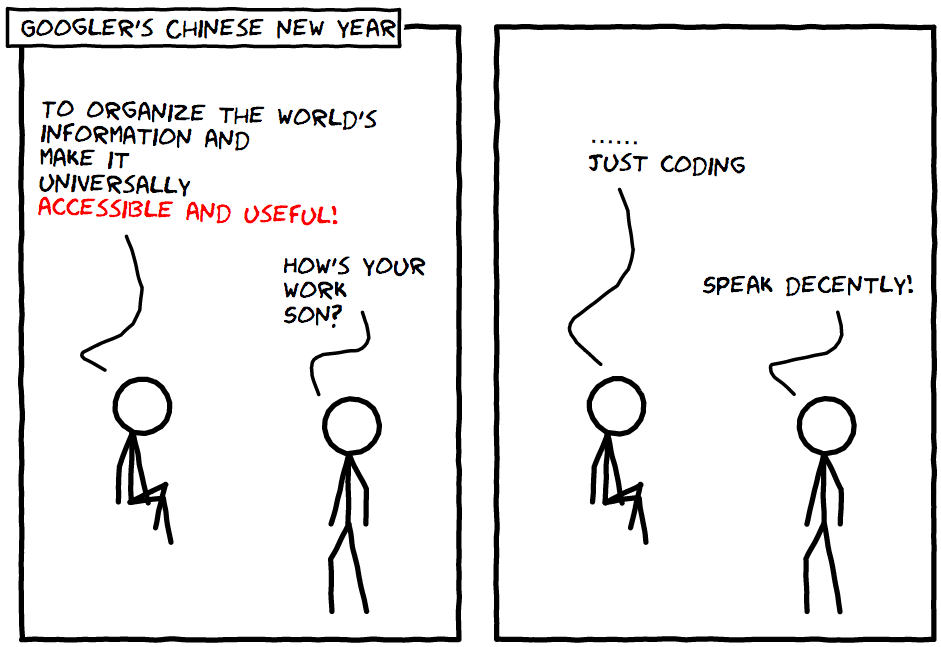 GOOGLER'S CHINESE NEW YEAR
TO ORGANIZE THE WORLD'S
INFORMATION AND
MAKE IT
UNIVERSALLY
ACCESSIBLE AND USEFUL!
HOW'S YOUR
WORK
SON?
......
JUST CODING
SPEAK DECENTLY!